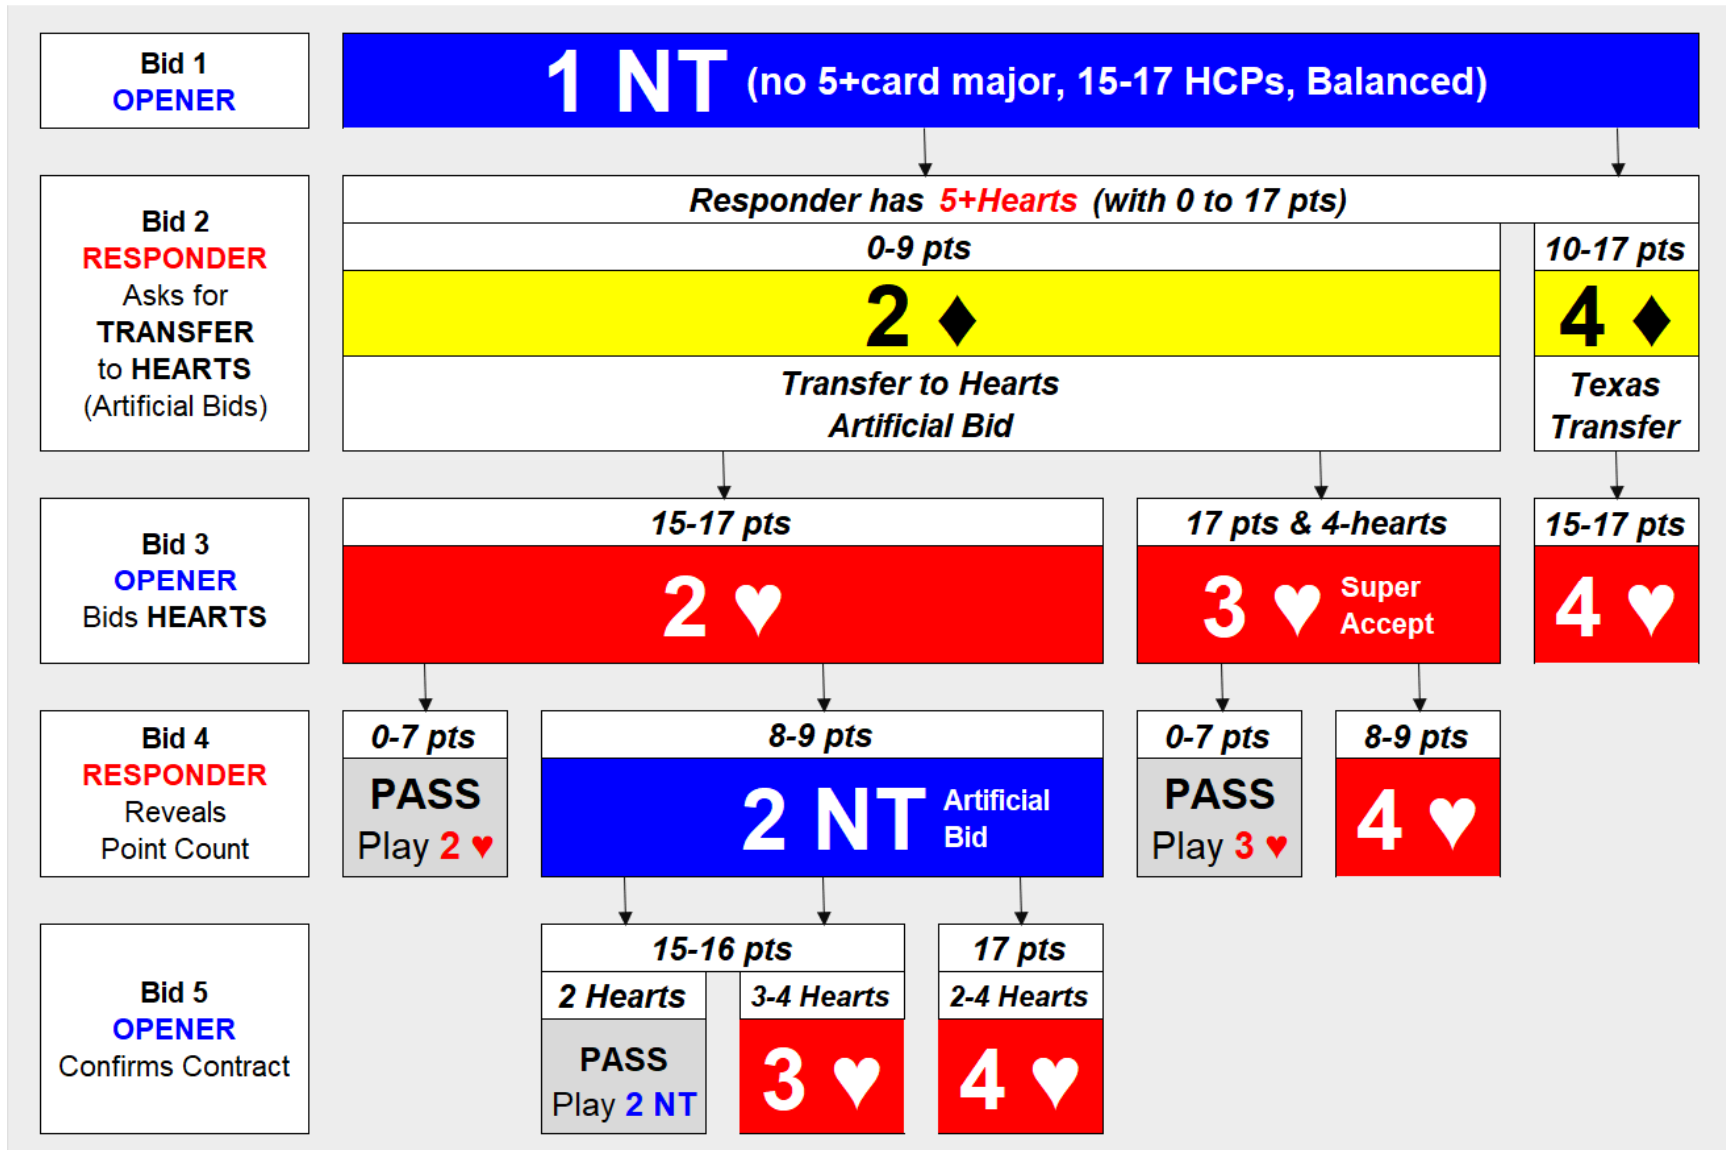 Bid 1
OPENER
1 NT (no 5+card major, 15-17 HCPs, Balanced)
Bid 2
RESPONDER
Asks for
TRANSFER
to HEARTS
(Artificial Bids)
Responder has 5+Hearts (with 0 to 17 pts)
0-9 pts
2 ♦
Transfer to Hearts
Artificial Bid
10-17 pts
4 ♦
Texas
Transfer
Bid 3
OPENER
Bids HEARTS
15-17 pts
2 ♥
17 pts & 4-hearts
3 ♥ Super
Accept
15-17 pts
4 ♥
Bid 4
RESPONDER
Reveals
Point Count
0-7 pts
PASS
Play 2 ♥
8-9 pts
2 NT Artificial
Bid
0-7 pts
PASS
Play 3 ♥
8-9 pts
4 ♥
Bid 5
OPENER
Confirms Contract
15-16 pts
2 Hearts
PASS
Play 2 NT
3-4 Hearts
3 ♥
17 pts
2-4 Hearts
4 ♥